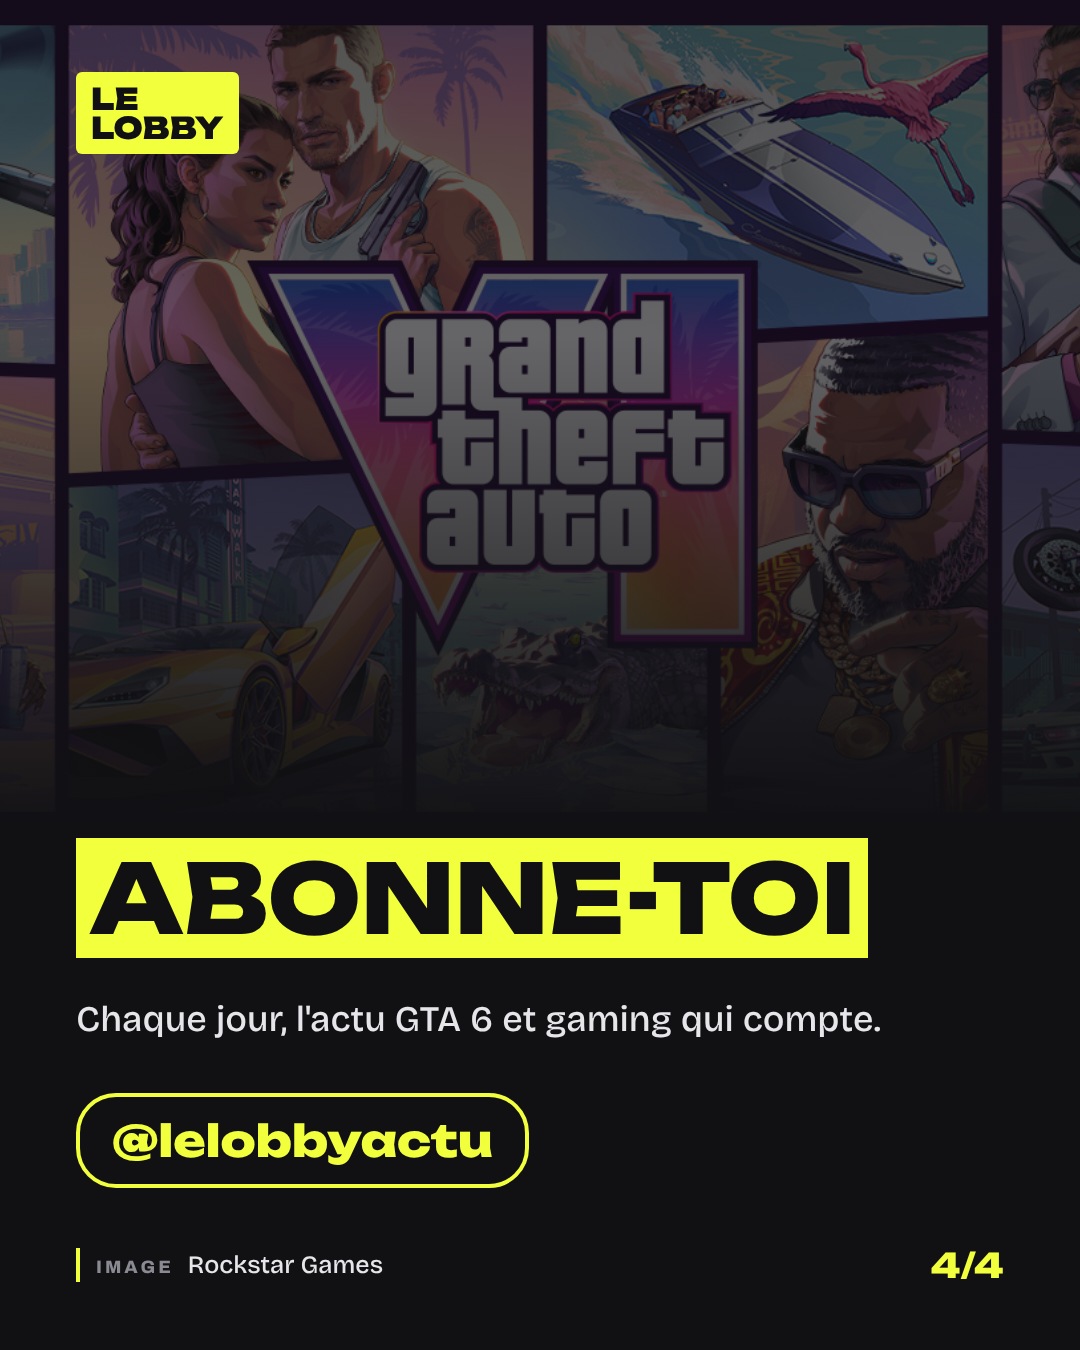 LE
LOBBY
grand
theft
auto
VI
ABONNE-TOI
Chaque jour, l'actu GTA 6 et gaming qui compte.
@lelobbyactu
IMAGE Rockstar Games
4/4